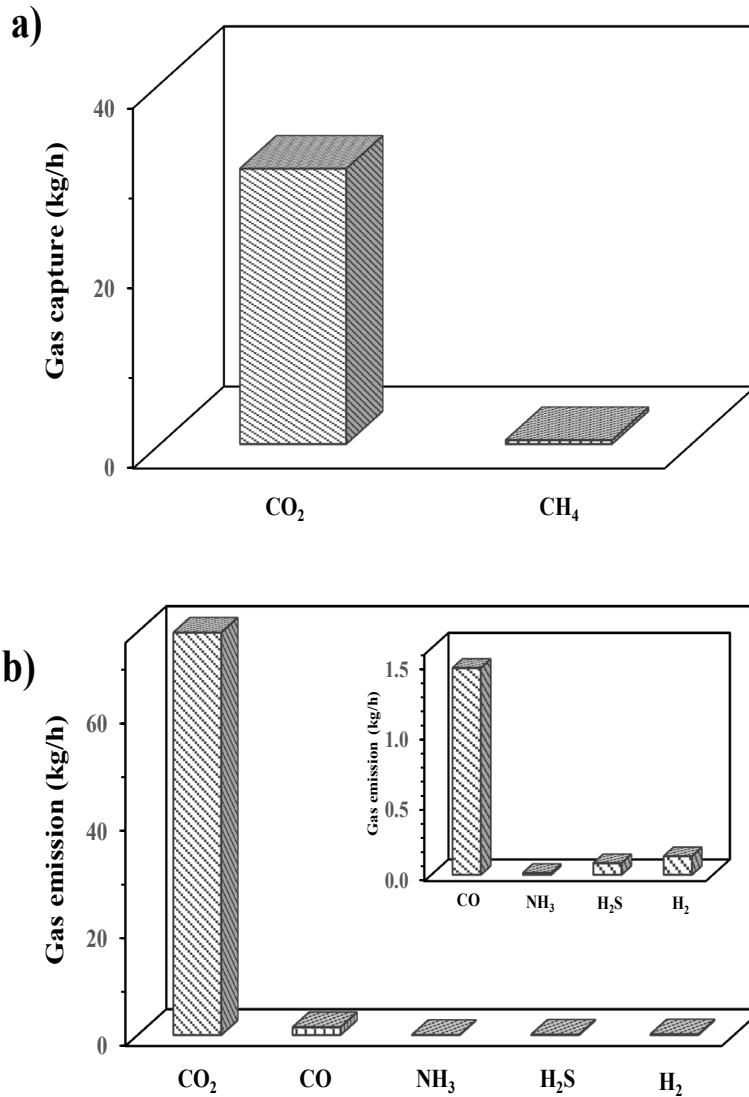 a)
Gas capture (kg/h)
40
20
0
CO₂ CH₄
b)
Gas emission (kg/h)
60
40
20
0
CO₂ CO NH₃ H₂S H₂
Gas emission (kg/h)
1.5
1.0
0.5
0.0
CO NH₃ H₂S H₂